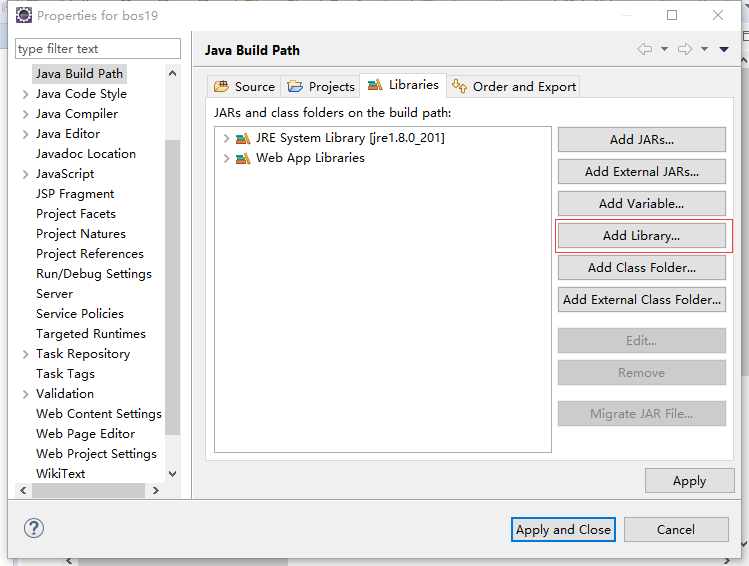 Properties for bos19
type filter text
Java Build Path
Java Code Style
Java Compiler
Java Editor
Javadoc Location
JavaScript
JSP Fragment
Project Facets
Project Natures
Project References
Run/Debug Settings
Server
Service Policies
Targeted Runtimes
Task Repository
Task Tags
Validation
Web Content Settings
Web Page Editor
Web Project Settings
WikiText
Java Build Path
Source Projects Libraries Order and Export
JARs and class folders on the build path:
JRE System Library [jre1.8.0_201]
Web App Libraries
Add JARs...
Add External JARs...
Add Variable...
Add Library...
Add Class Folder...
Add External Class Folder...
Edit...
Remove
Migrate JAR File...
Apply
?
Apply and Close Cancel